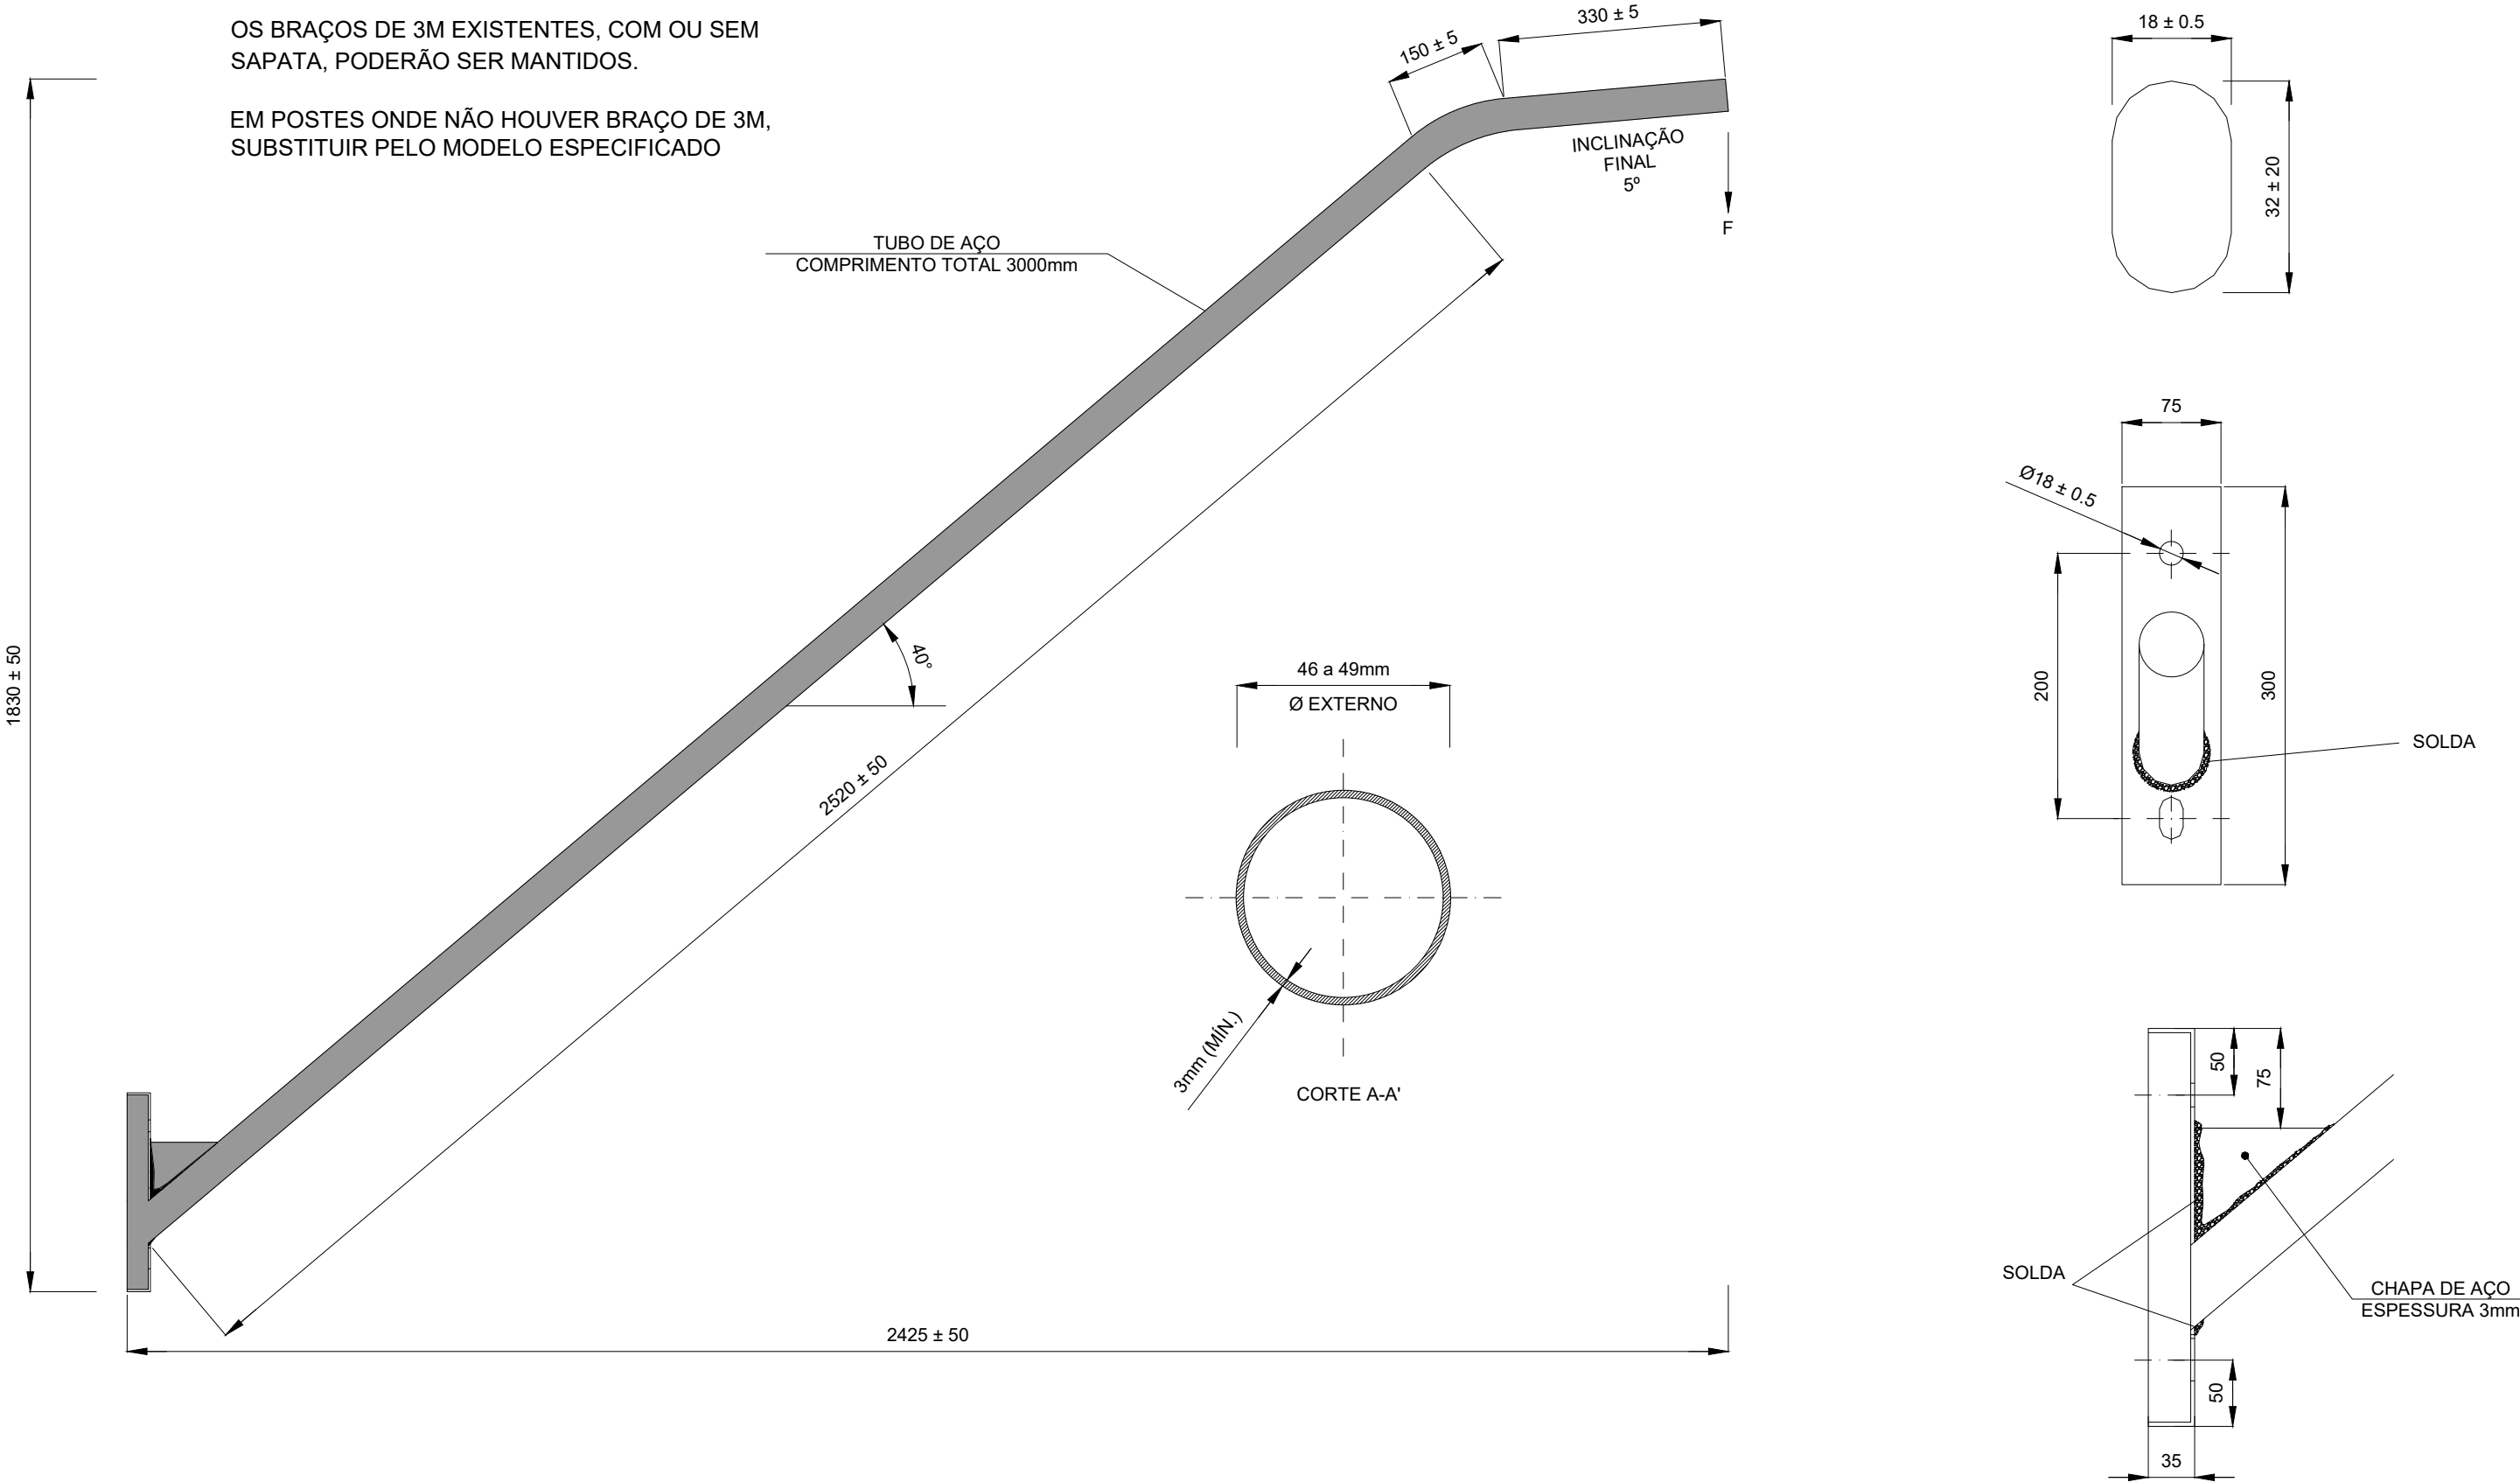 OS BRAÇOS DE 3M EXISTENTES, COM OU SEM
SAPATA, PODERÃO SER MANTIDOS.
EM POSTES ONDE NÃO HOUVER BRAÇO DE 3M,
SUBSTITUIR PELO MODELO ESPECIFICADO
150 ± 5
330 ± 5
INCLINAÇÃO
FINAL
5º
F
TUBO DE AÇO
COMPRIMENTO TOTAL 3000mm
1830 ± 50
40°
2520 ± 50
2425 ± 50
46 a 49mm
Ø EXTERNO
3mm (MÍN.)
CORTE A-A'
18 ± 0.5
32 ± 20
75
Ø18 ± 0.5
200
300
SOLDA
50
75
SOLDA
CHAPA DE AÇO
ESPESSURA 3mm
50
35